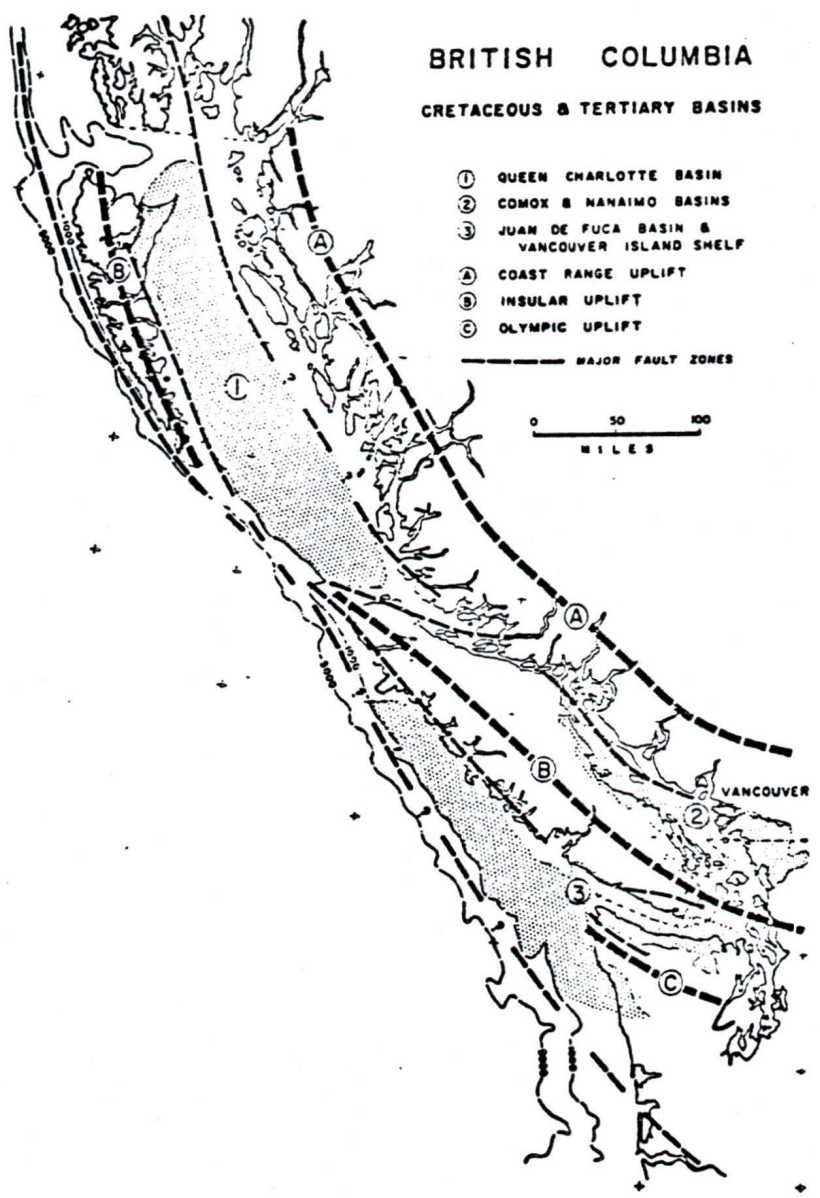 BRITISH COLUMBIA
CRETACEOUS & TERTIARY BASINS
① QUEEN CHARLOTTE BASIN
② COMOX & NANAIMO BASINS
③ JUAN DE FUCA BASIN &
VANCOUVER ISLAND SHELF
Ⓐ COAST RANGE UPLIFT
Ⓑ INSULAR UPLIFT
Ⓒ OLYMPIC UPLIFT
MAJOR FAULT ZONES
0 50 100
MILES
A
B
1
1000
A
1000
B
VANCOUVER
2
3
C